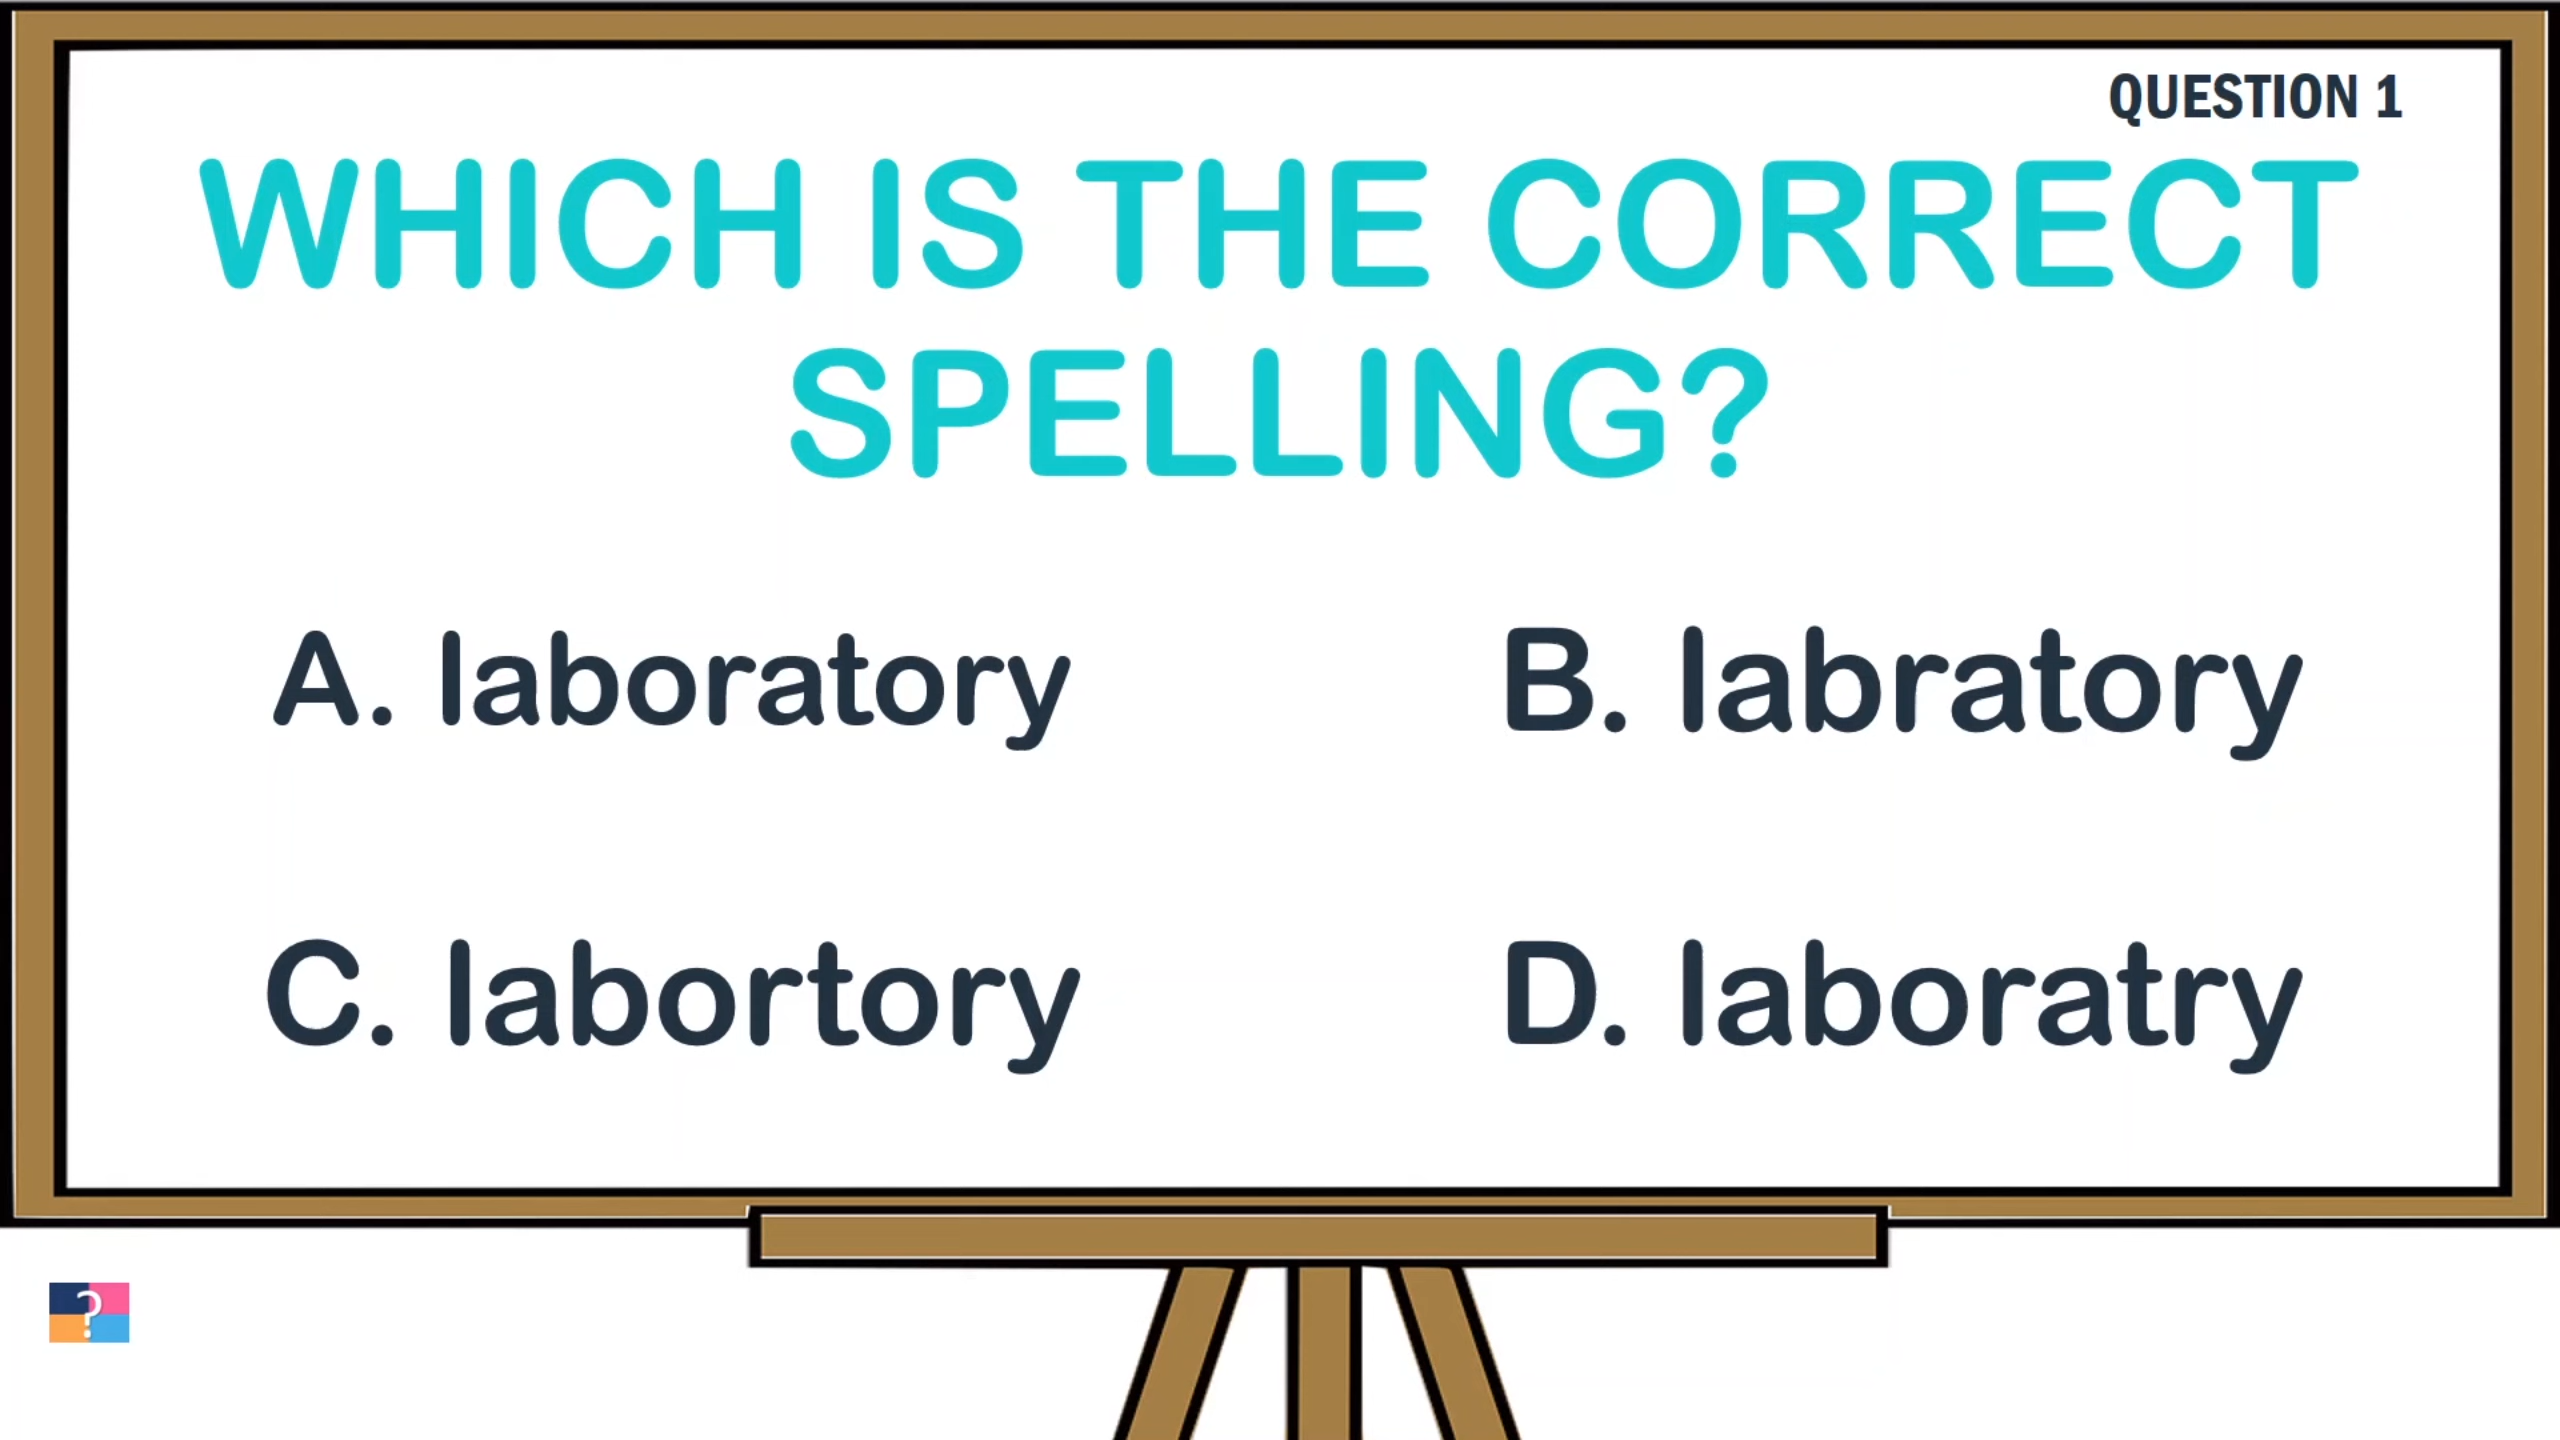 QUESTION 1
WHICH IS THE CORRECT
SPELLING?
A. laboratory
B. labratory
C. labortory
D. laboratry
?